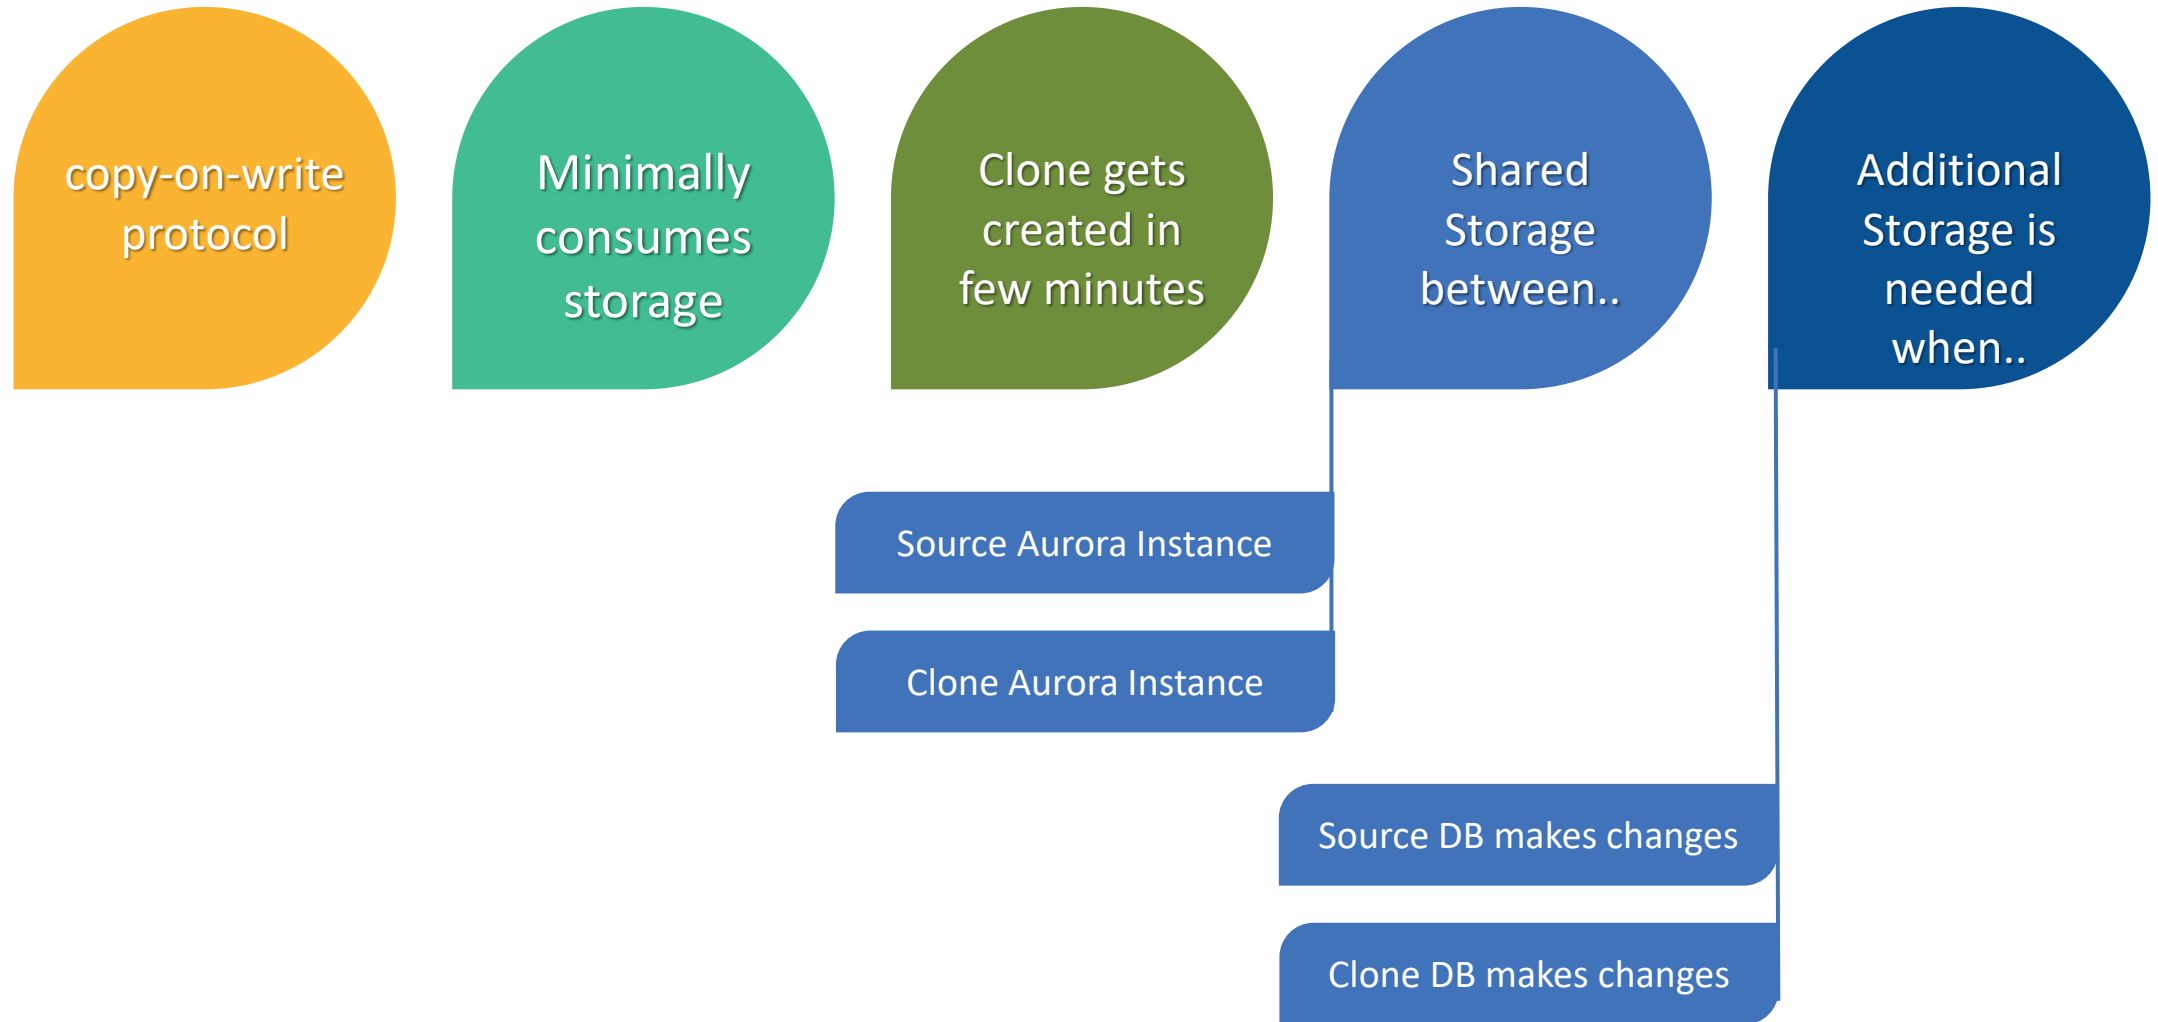 copy-on-write
protocol
Minimally
consumes
storage
Clone gets
created in
few minutes
Shared
Storage
between..
Additional
Storage is
needed
when..
Source Aurora Instance
Clone Aurora Instance
Source DB makes changes
Clone DB makes changes